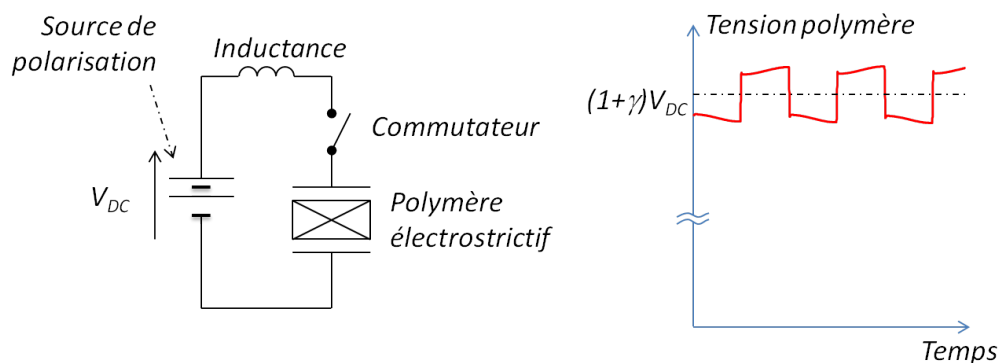 Source de
polarisation
Inductance
Commutateur
V_DC
Polymère
électrostrictif
Tension polymère
(1+γ)V_DC
Temps